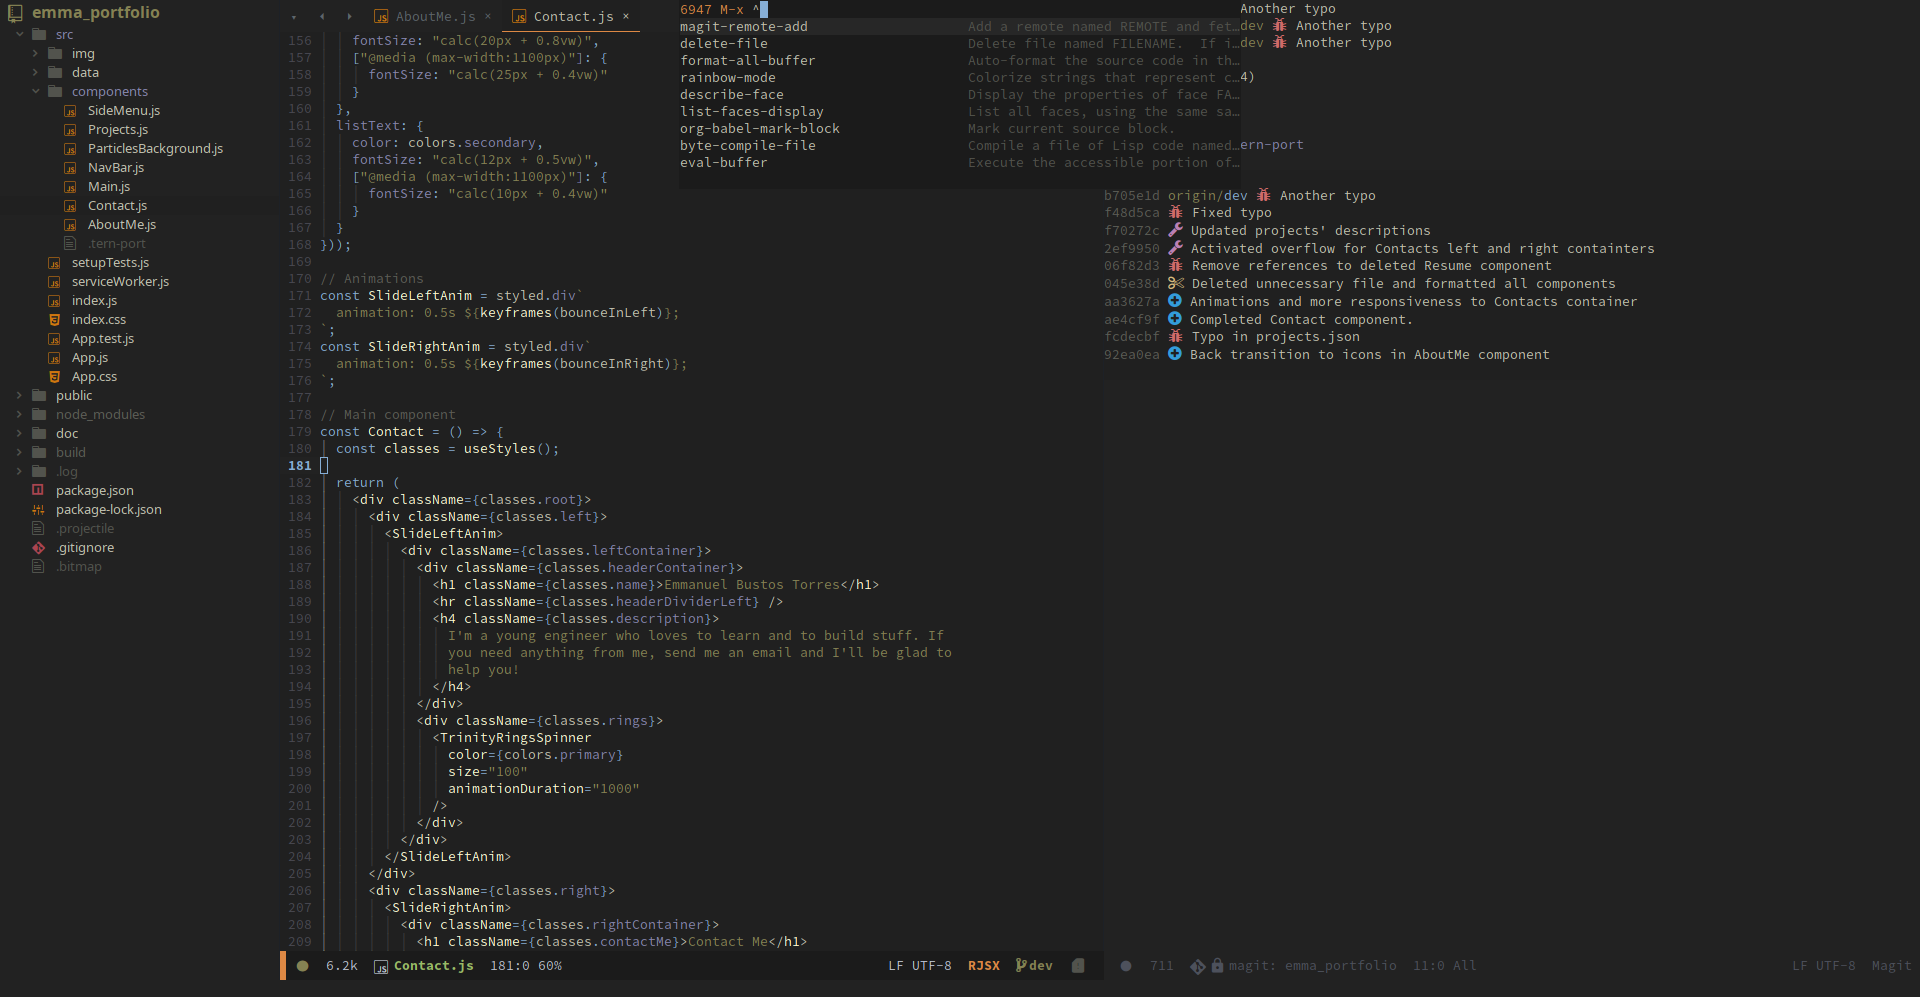 emma_portfolio
src
img
data
components
SideMenu.js
Projects.js
ParticlesBackground.js
NavBar.js
Main.js
Contact.js
AboutMe.js
.tern-port
setupTests.js
serviceWorker.js
index.js
index.css
App.test.js
App.js
App.css
public
node_modules
doc
build
.log
package.json
package-lock.json
.projectile
.gitignore
.bitmap
AboutMe.js × Contact.js ×
156 fontSize: "calc(20px + 0.8vw)",
157 ["@media (max-width:1100px)"]: {
158 fontSize: "calc(25px + 0.4vw)"
159 }
160 },
161 listText: {
162 color: colors.secondary,
163 fontSize: "calc(12px + 0.5vw)",
164 ["@media (max-width:1100px)"]: {
165 fontSize: "calc(10px + 0.4vw)"
166 }
167 }
168 }));
169
170 // Animations
171 const SlideLeftAnim = styled.div`
172 animation: 0.5s ${keyframes(bounceInLeft)};
173 `;
174 const SlideRightAnim = styled.div`
175 animation: 0.5s ${keyframes(bounceInRight)};
176 `;
177
178 // Main component
179 const Contact = () => {
180 const classes = useStyles();
181
182 return (
183 <div className={classes.root}>
184 <div className={classes.left}>
185 <SlideLeftAnim>
186 <div className={classes.leftContainer}>
187 <div className={classes.headerContainer}>
188 <h1 className={classes.name}>Emmanuel Bustos Torres</h1>
189 <hr className={classes.headerDividerLeft} />
190 <h4 className={classes.description}>
191 I'm a young engineer who loves to learn and to build stuff. If
192 you need anything from me, send me an email and I'll be glad to
193 help you!
194 </h4>
195 </div>
196 <div className={classes.rings}>
197 <TrinityRingsSpinner
198 color={colors.primary}
199 size="100"
200 animationDuration="1000"
201 />
202 </div>
203 </div>
204 </SlideLeftAnim>
205 </div>
206 <div className={classes.right}>
207 <SlideRightAnim>
208 <div className={classes.rightContainer}>
209 <h1 className={classes.contactMe}>Contact Me</h1>
6.2k Contact.js 181:0 60% LF UTF-8 RJSX dev
6947 M-x ^
magit-remote-add Add a remote named REMOTE and fet…
delete-file Delete file named FILENAME. If i…
format-all-buffer Auto-format the source code in th…
rainbow-mode Colorize strings that represent c…
describe-face Display the properties of face FA…
list-faces-display List all faces, using the same sa…
org-babel-mark-block Mark current source block.
byte-compile-file Compile a file of Lisp code named…
eval-buffer Execute the accessible portion of…
Another typo
dev Another typo
dev Another typo
4)
ern-port
b705e1d origin/dev Another typo
f48d5ca Fixed typo
f70272c Updated projects' descriptions
2ef9950 Activated overflow for Contacts left and right containters
06f82d3 Remove references to deleted Resume component
045e38d Deleted unnecessary file and formatted all components
aa3627a Animations and more responsiveness to Contacts container
ae4cf9f Completed Contact component.
fcdecbf Typo in projects.json
92ea0ea Back transition to icons in AboutMe component
711 magit: emma_portfolio 11:0 All LF UTF-8 Magit